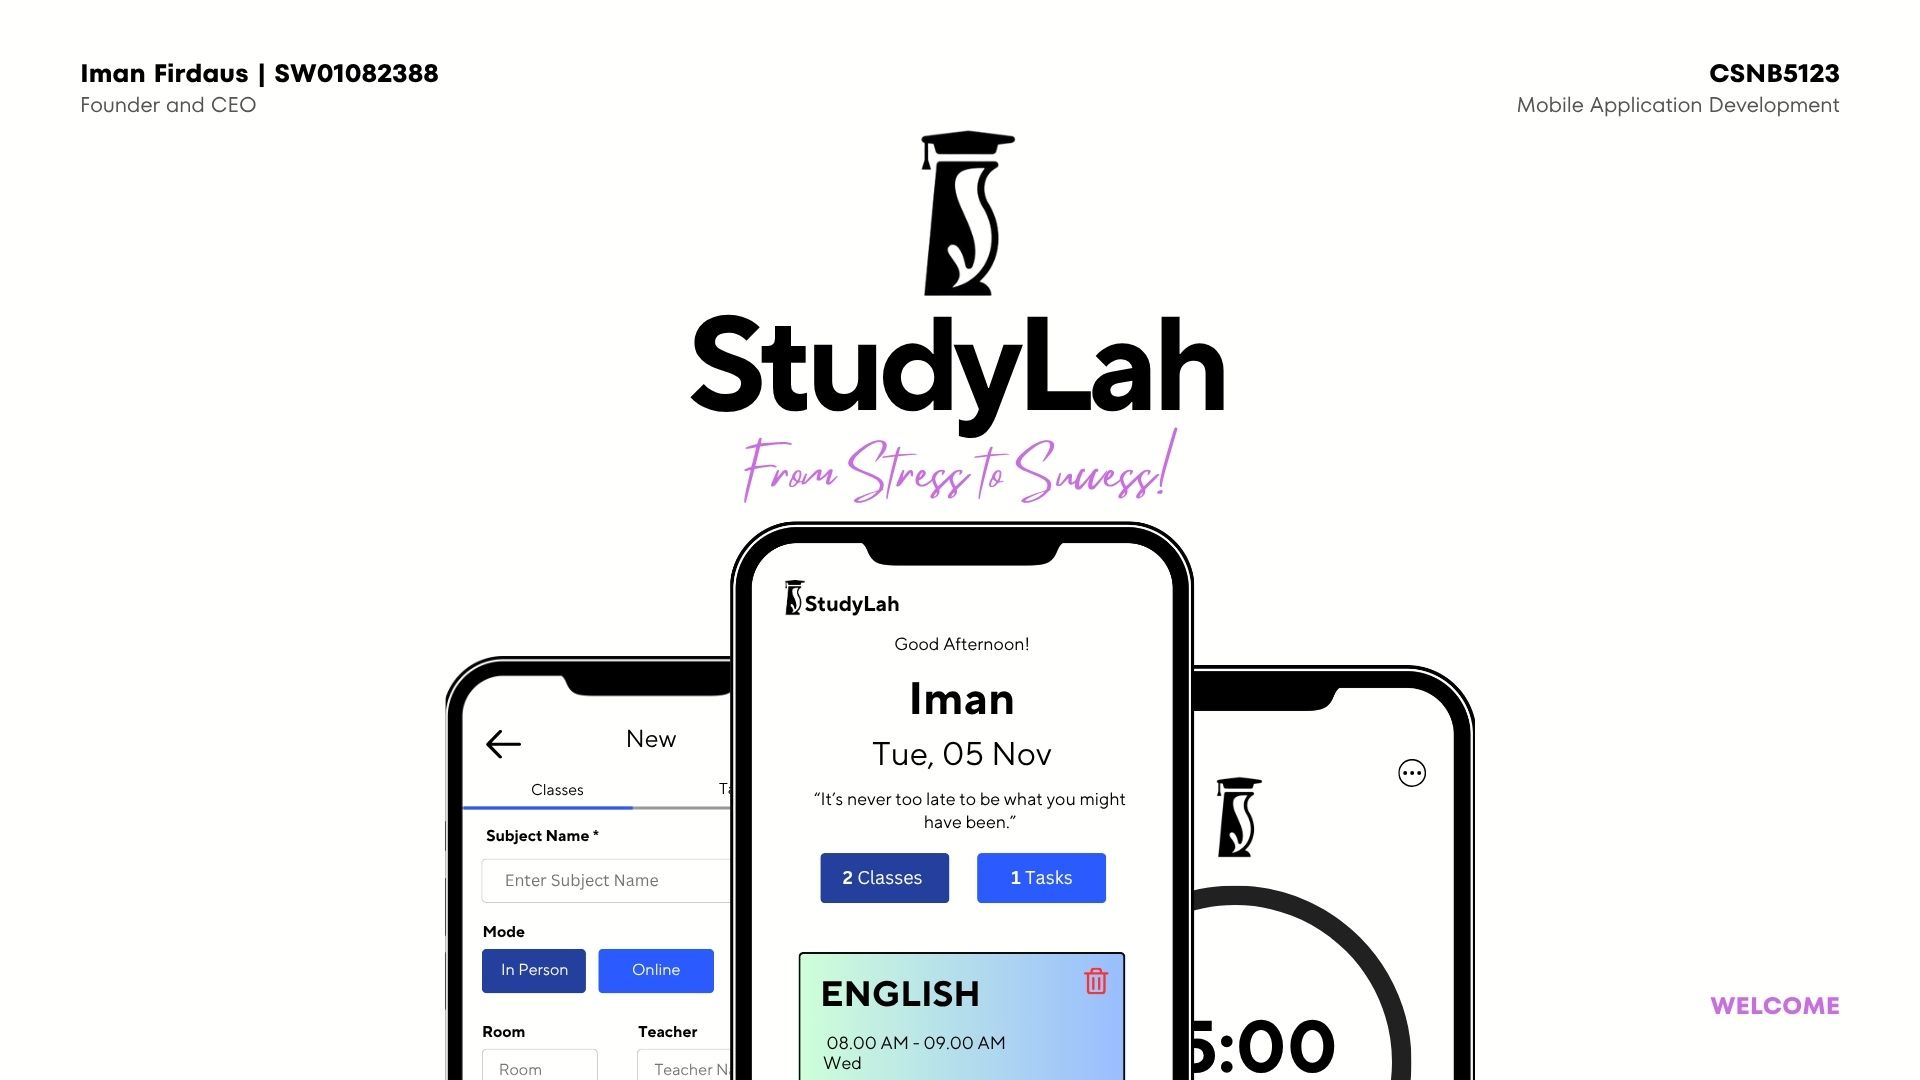 Iman Firdaus | SW01082388
Founder and CEO
CSNB5123
Mobile Application Development
StudyLah
From Stress to Success!
StudyLah
Good Afternoon!
Iman
Tue, 05 Nov
“It’s never too late to be what you might
have been.”
2 Classes
1 Tasks
ENGLISH
08.00 AM - 09.00 AM
Wed
New
Classes
Subject Name *
Enter Subject Name
Mode
In Person
Online
Room
Teacher
Room
Teacher
5:00
WELCOME